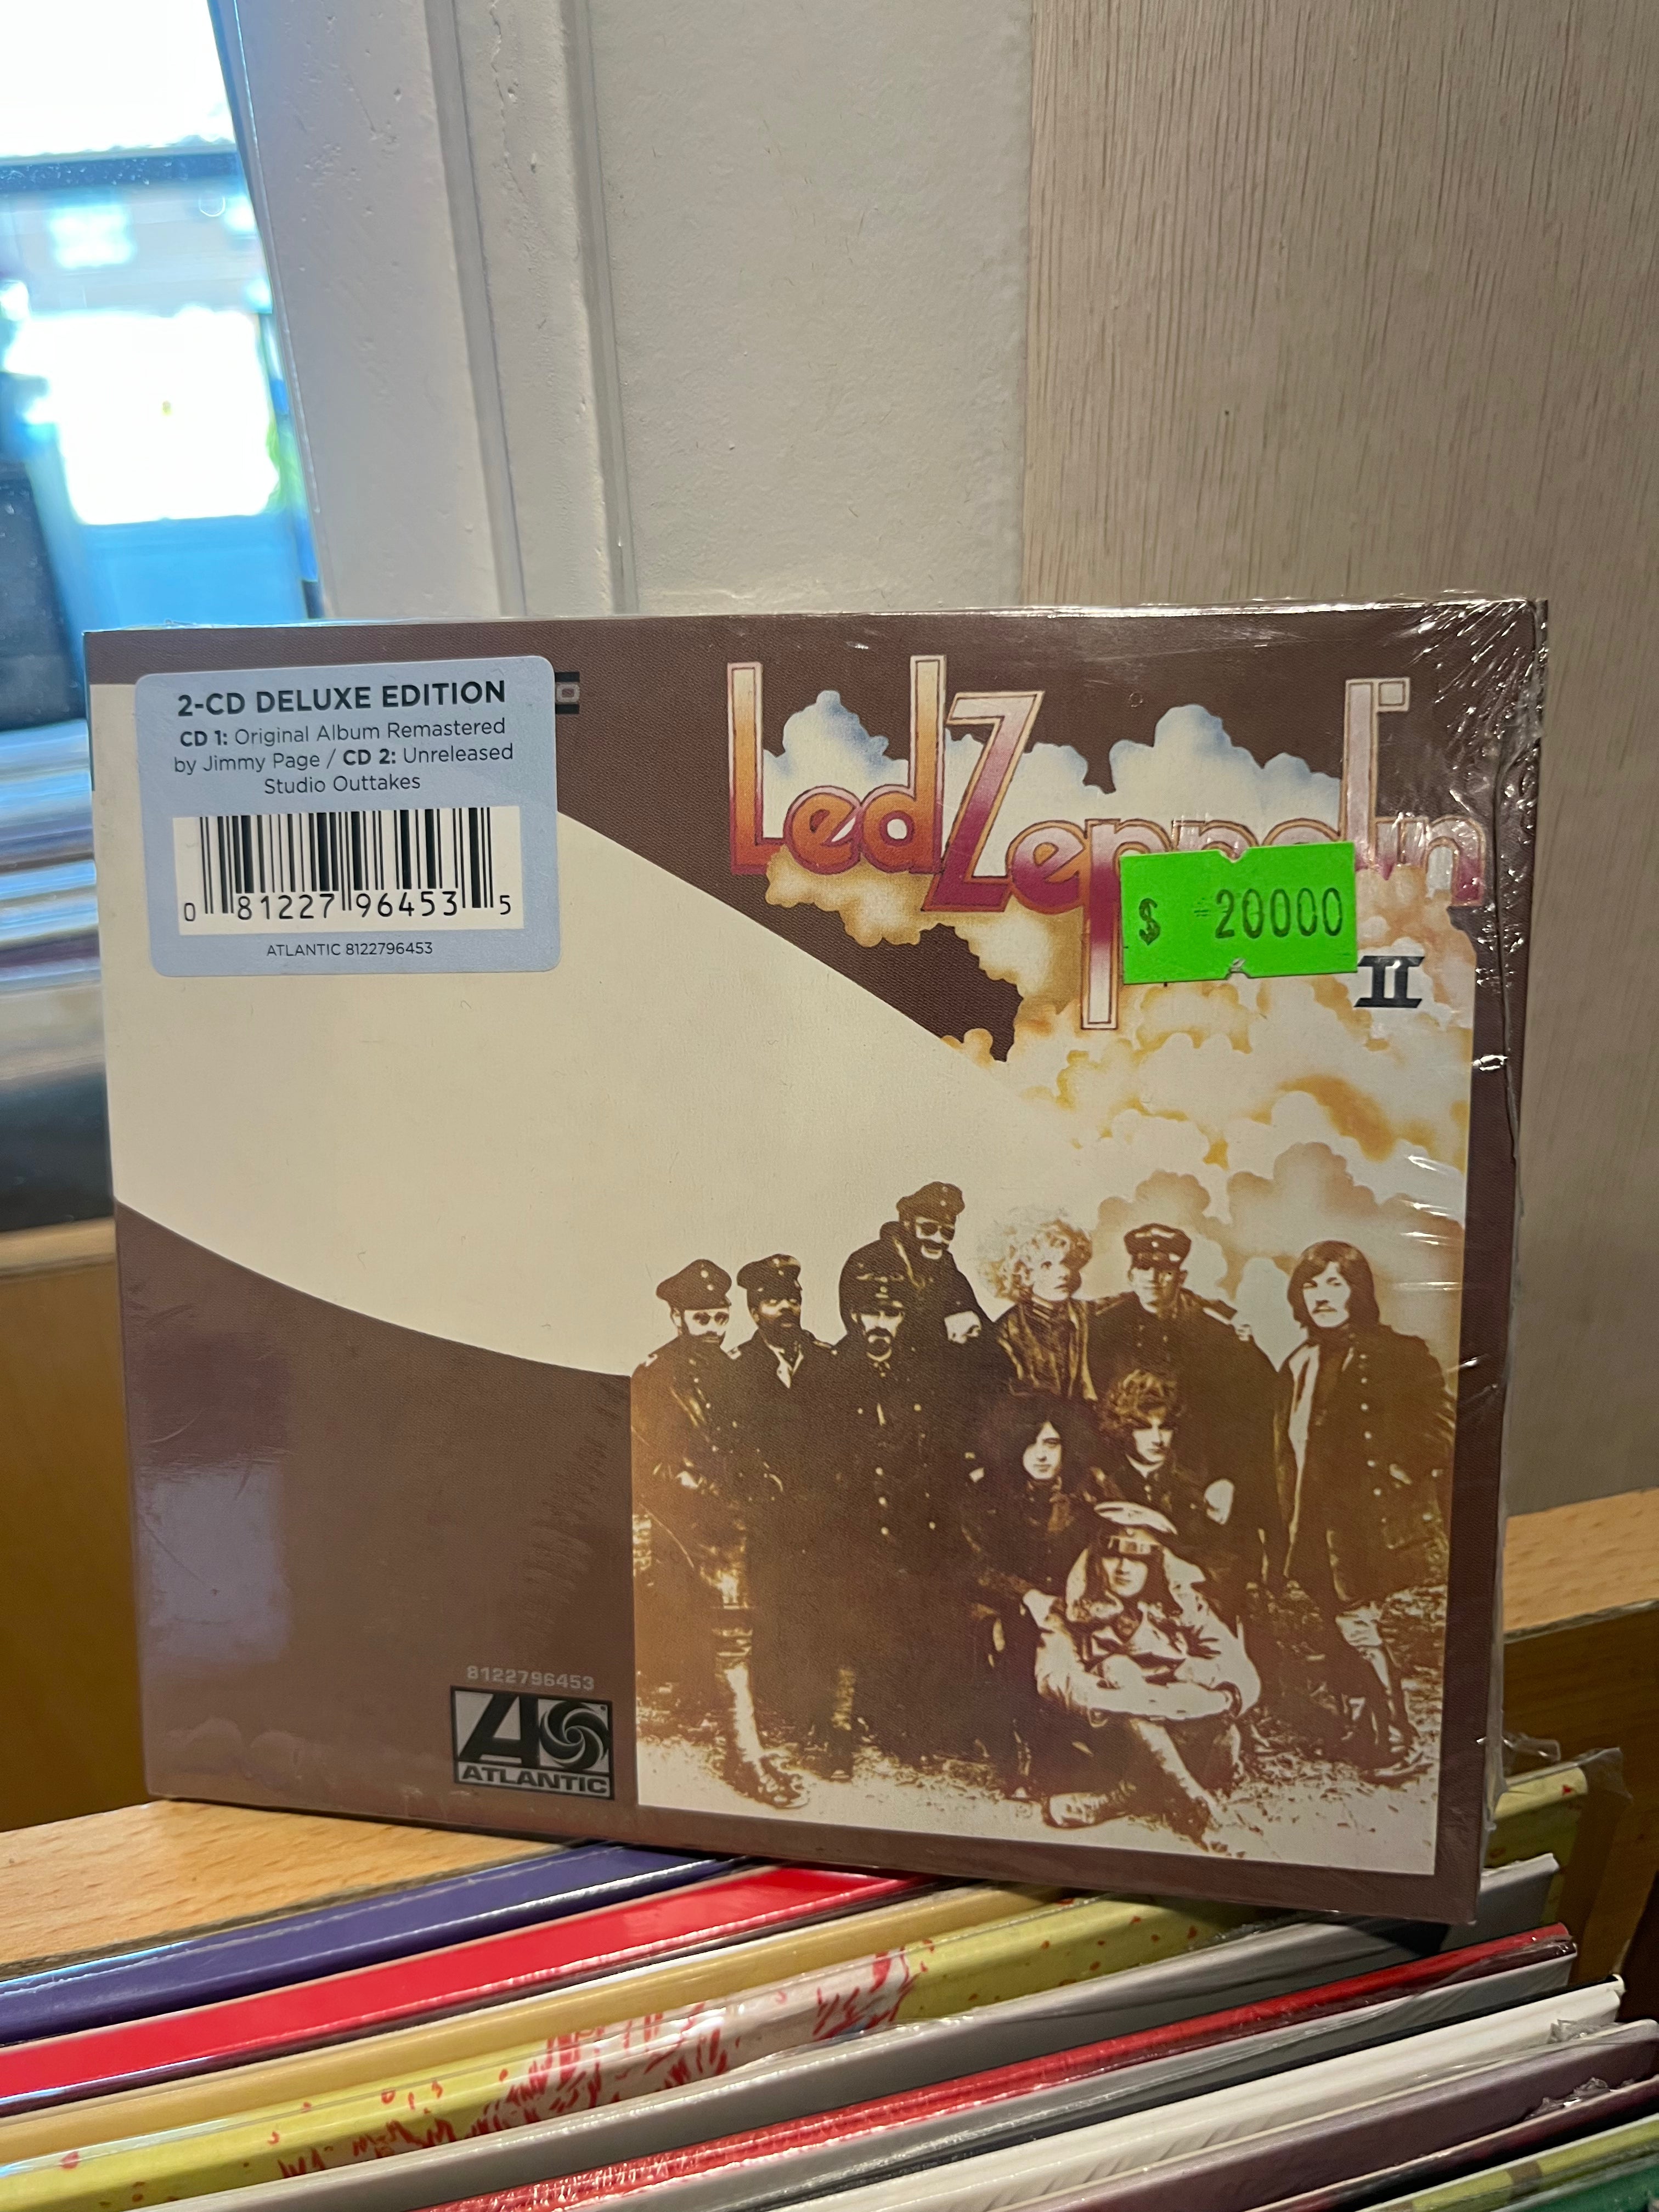 2-CD DELUXE EDITION
CD 1: Original Album Remastered
by Jimmy Page / CD 2: Unreleased
Studio Outtakes
0 81227 96453 5
ATLANTIC 8122796453
Led Zeppelin
$ =20000
II
8122796453
ATLANTIC